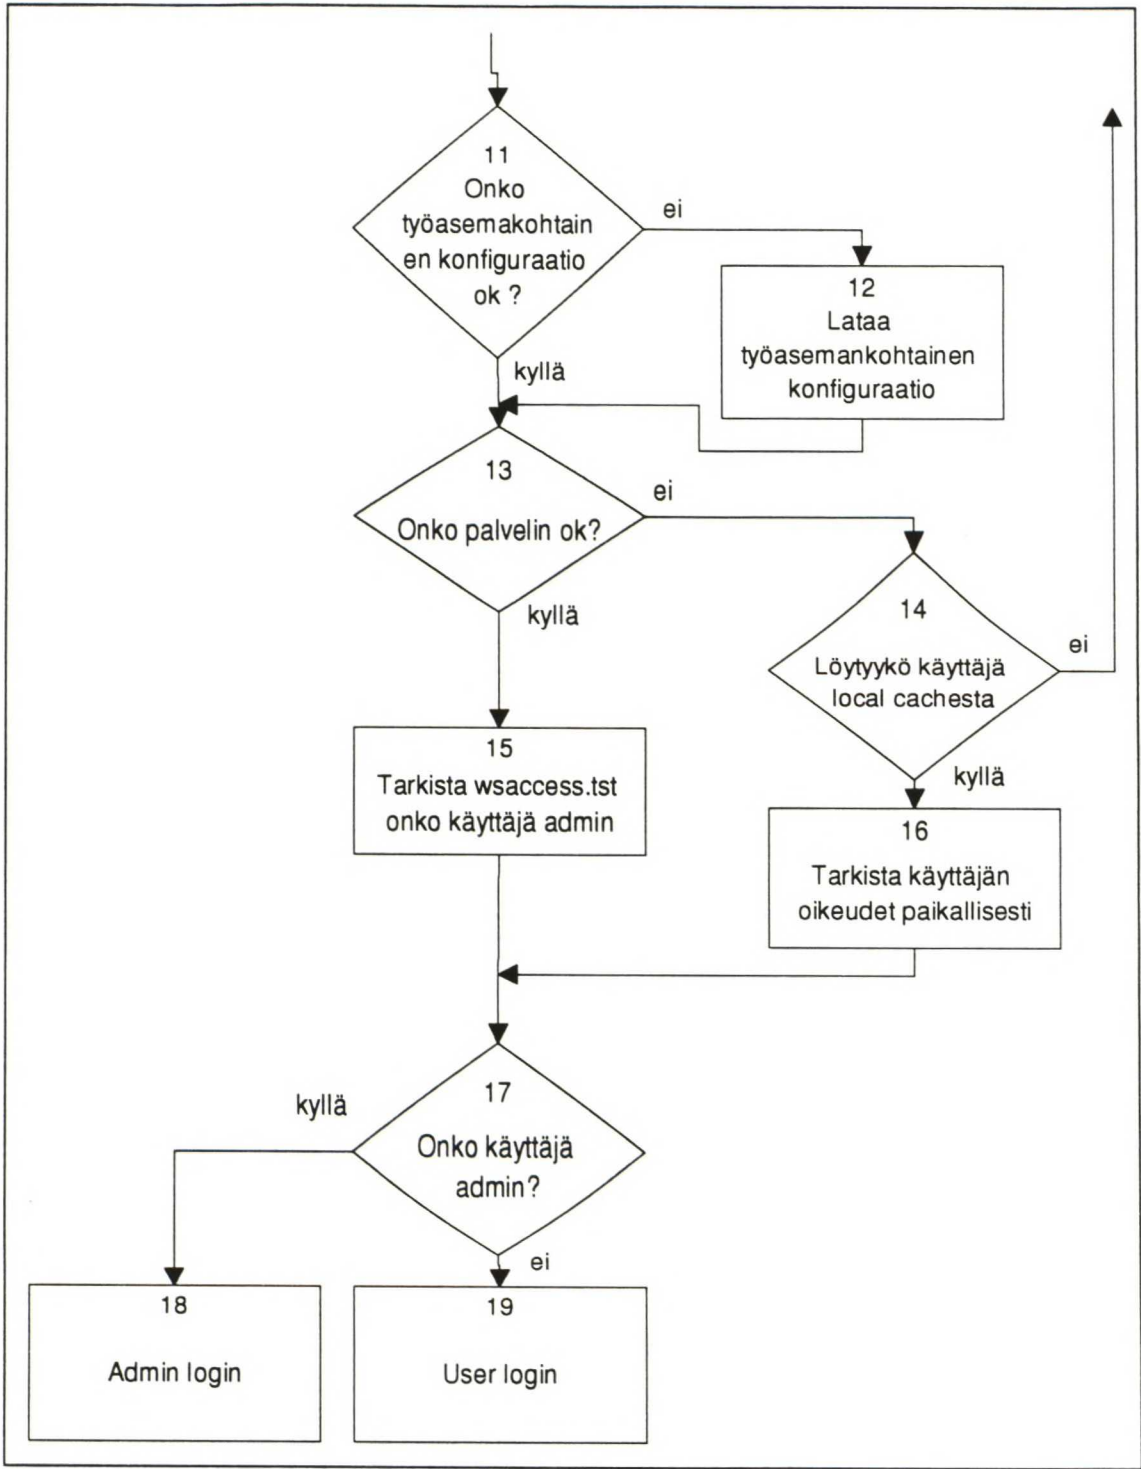 11
Onko
työasemakohtain
en konfiguraatio
ok ?
ei
12
Lataa
työasemankohtainen
konfiguraatio
kyllä
13
Onko palvelin ok?
ei
kyllä
14
Löytyykö käyttäjä
local cachesta
ei
kyllä
15
Tarkista wsaccess.tst
onko käyttäjä admin
16
Tarkista käyttäjän
oikeudet paikallisesti
17
Onko käyttäjä
admin?
kyllä
ei
18
Admin login
19
User login